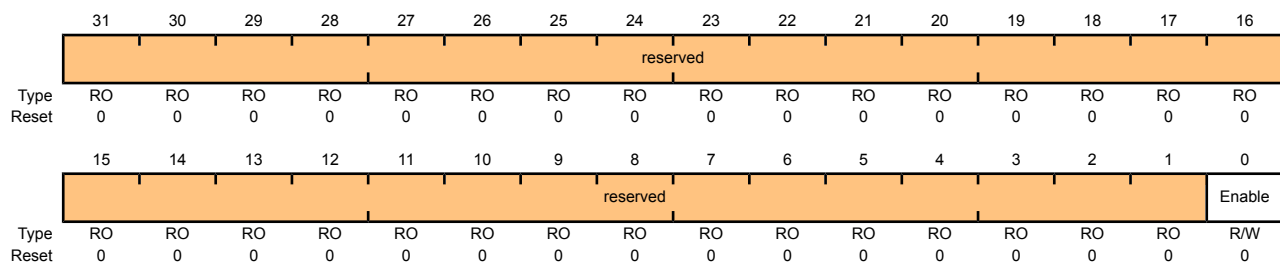 31 30 29 28 27 26 25 24 23 22 21 20 19 18 17 16
reserved
Type RO RO RO RO RO RO RO RO RO RO RO RO RO RO RO RO
Reset 0 0 0 0 0 0 0 0 0 0 0 0 0 0 0 0
15 14 13 12 11 10 9 8 7 6 5 4 3 2 1 0
reserved Enable
Type RO RO RO RO RO RO RO RO RO RO RO RO RO RO RO R/W
Reset 0 0 0 0 0 0 0 0 0 0 0 0 0 0 0 0